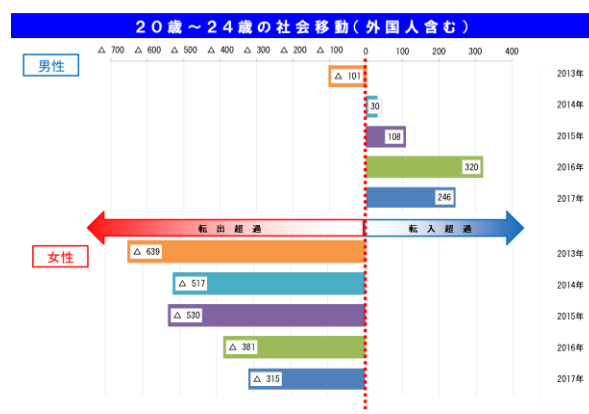 20歳～24歳の社会移動(外国人含む)
△ 700 △ 600 △ 500 △ 400 △ 300 △ 200 △ 100 0 100 200 300 400
男性
△ 101 2013年
30 2014年
108 2015年
320 2016年
246 2017年
転出超過 転入超過
女性
△ 639 2013年
△ 517 2014年
△ 530 2015年
△ 381 2016年
△ 315 2017年